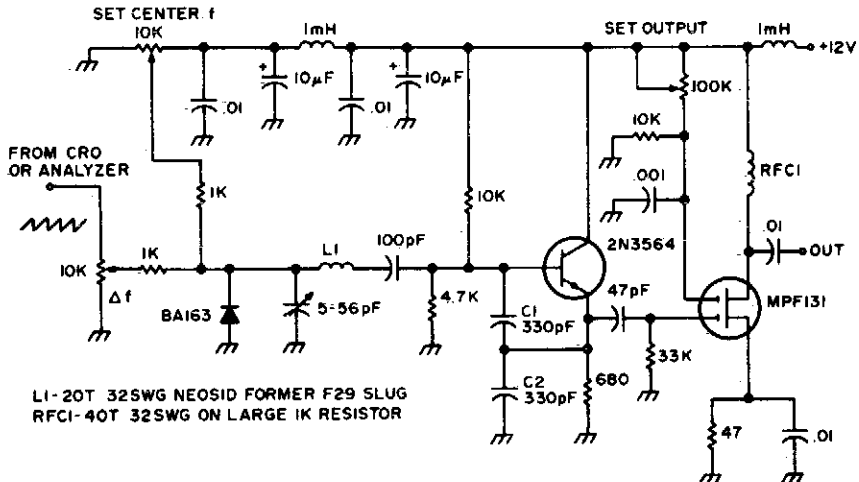 SET CENTER f
10K
1mH
SET OUTPUT
1mH
+12V
+
10µF
+
10µF
.01
.01
100K
10K
FROM CRO
OR ANALYZER
1K
10K
.001
RFC1
.01
OUT
2N3564
1K
L1
100pF
10K
Δf
BA163
5-56pF
4.7K
C1
330pF
47pF
MPF131
33K
C2
330pF
680
47
.01
L1-20T 32SWG NEOSID FORMER F29 SLUG
RFC1-40T 32SWG ON LARGE 1K RESISTOR